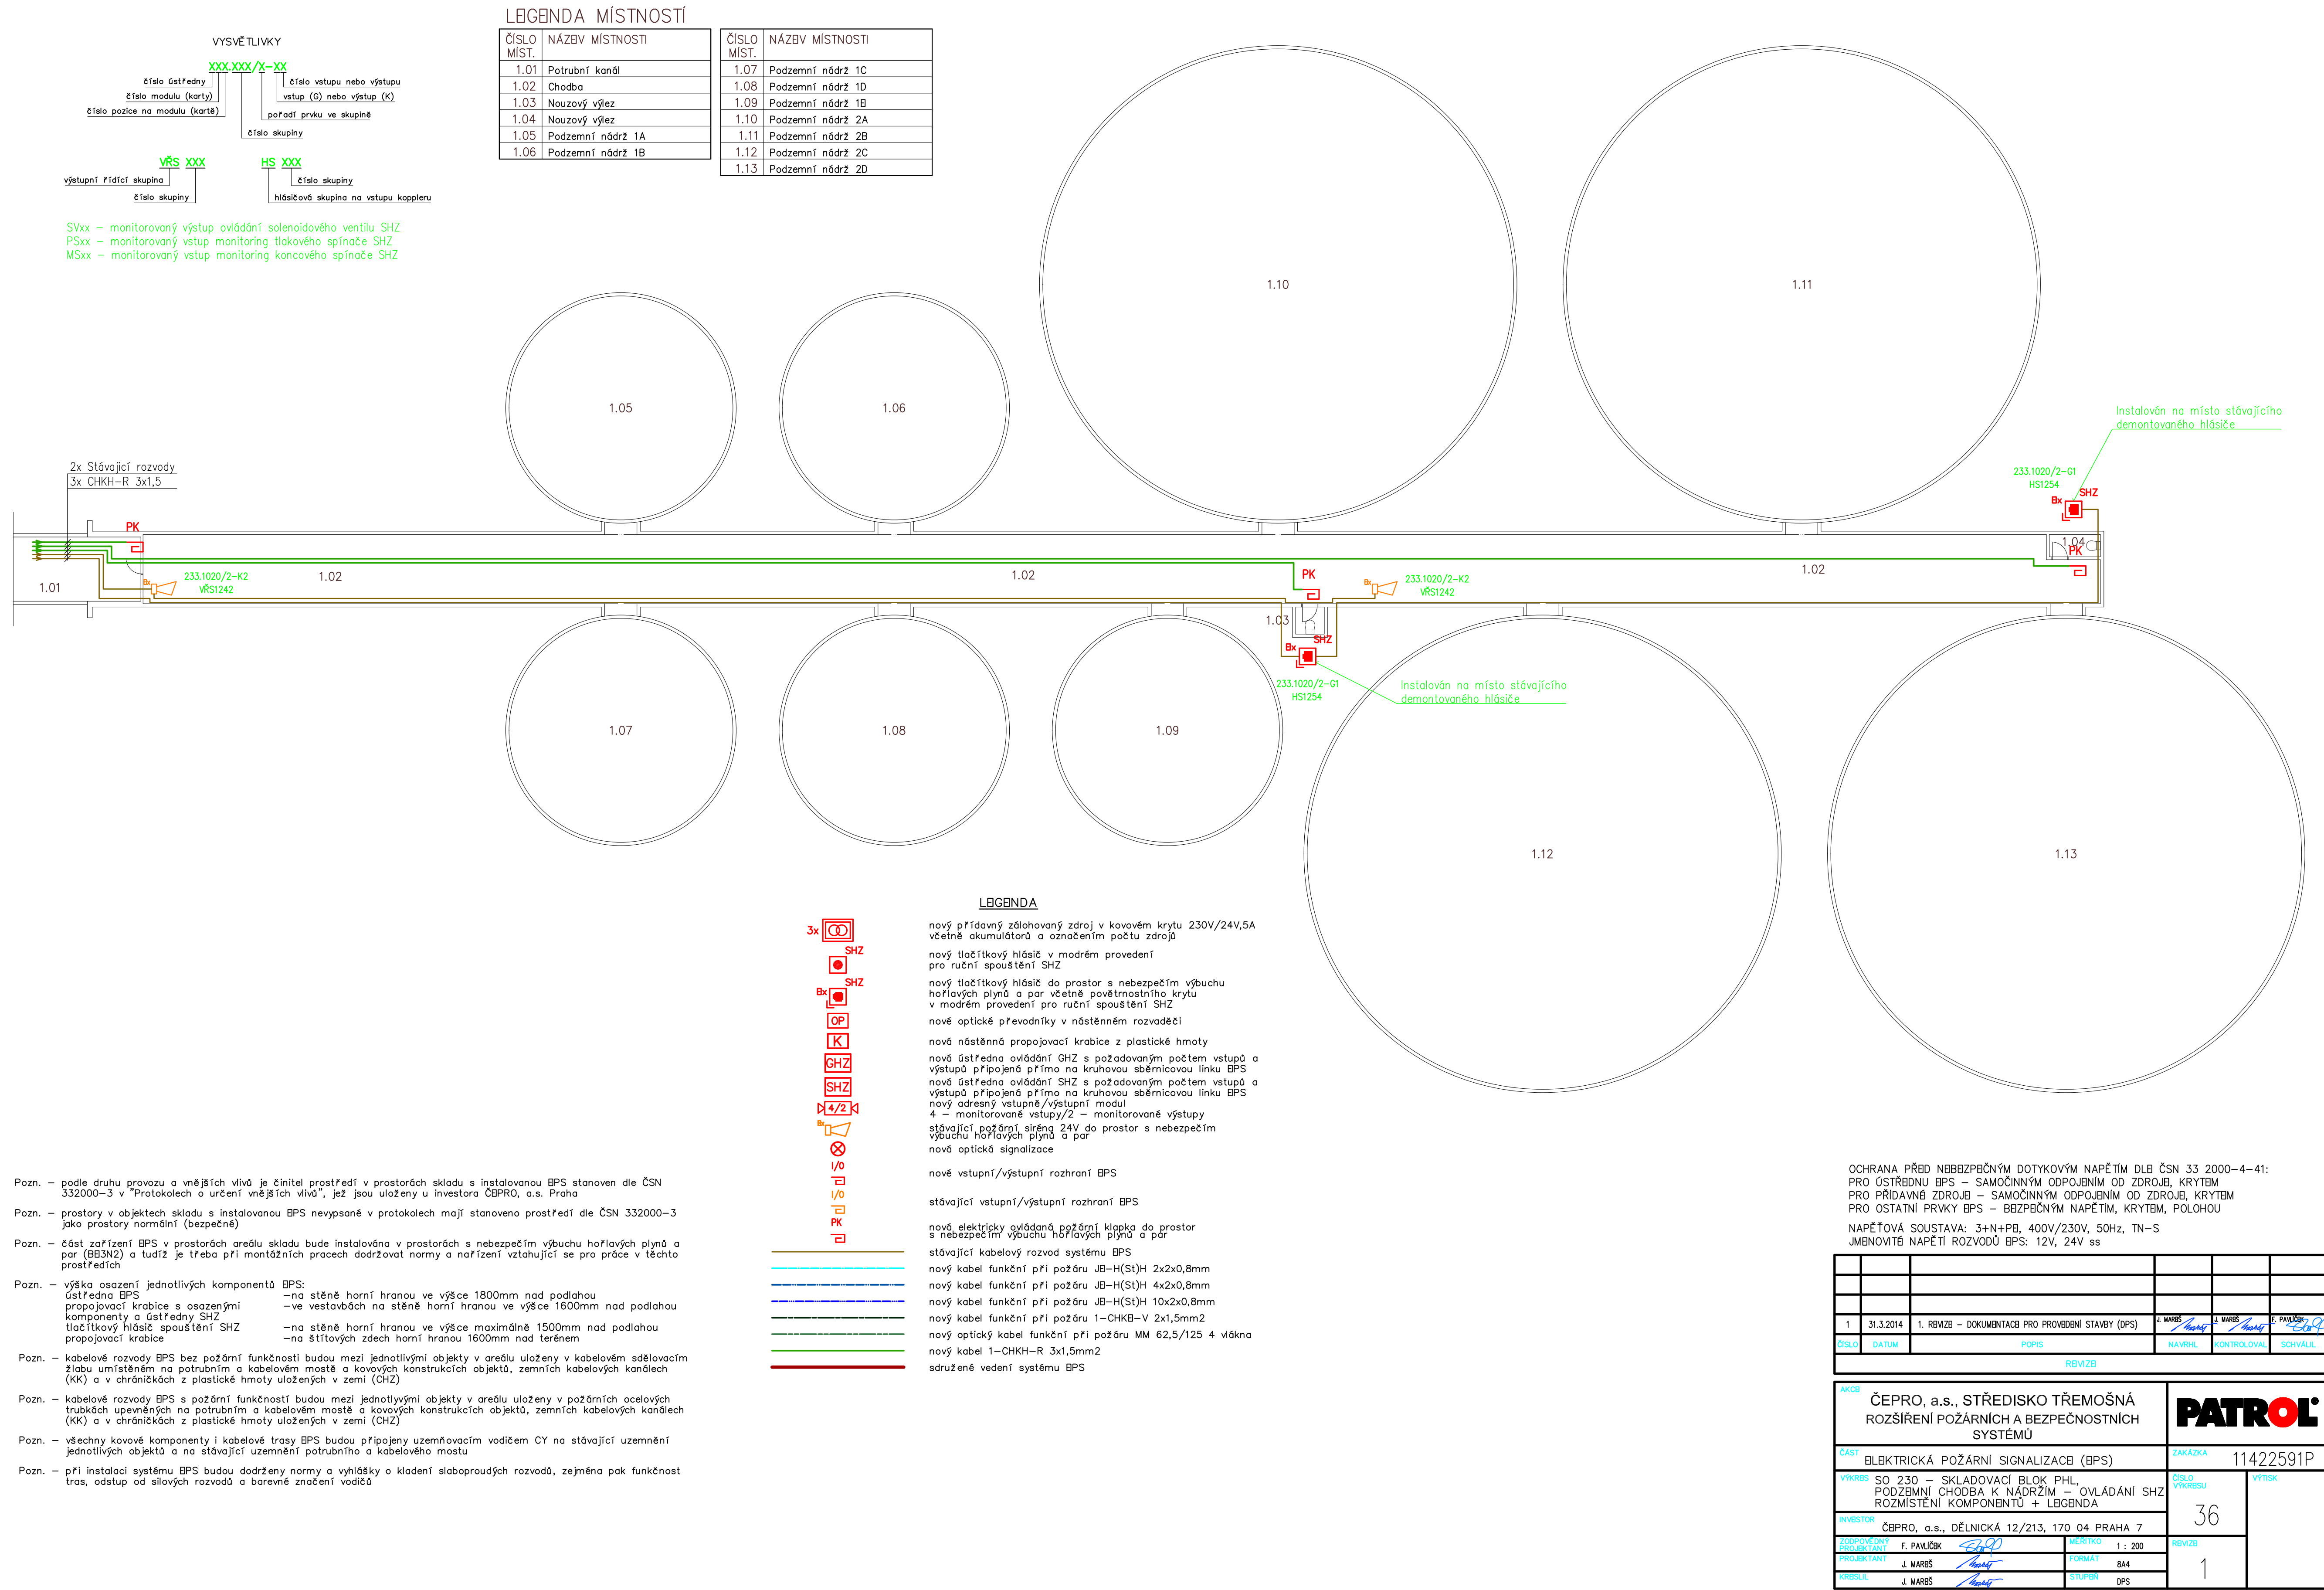 VYSVĚTLIVKY
XXX.XXX/X-XX
číslo ústředny
číslo vstupu nebo výstupu
číslo modulu (karty)
vstup (G) nebo výstup (K)
číslo pozice na modulu (kartě)
pořadí prvku ve skupině
číslo skupiny
VŘS XXX
HS XXX
výstupní řídící skupina
číslo skupiny
číslo skupiny
hlásičová skupina na vstupu koppleru
SVxx – monitorovaný výstup ovládání solenoidavého ventilu SHZ
PSxx – monitorovaný vstup monitoring tlakového spínače SHZ
MSxx – monitorovaný vstup monitoring koncového spínače SHZ
LEGENDA MÍSTNOSTÍ
ČÍSLO MÍST. NÁZEV MÍSTNOSTI
1.01 Potrubní kanál
1.02 Chodba
1.03 Nouzový výlez
1.04 Nouzový výlez
1.05 Podzemní nádrž 1A
1.06 Podzemní nádrž 1B
ČÍSLO MÍST. NÁZEV MÍSTNOSTI
1.07 Podzemní nádrž 1C
1.08 Podzemní nádrž 1D
1.09 Podzemní nádrž 1E
1.10 Podzemní nádrž 2A
1.11 Podzemní nádrž 2B
1.12 Podzemní nádrž 2C
1.13 Podzemní nádrž 2D
1.10
1.11
1.05
1.06
Instalován na místo stávajícího
demontovaného hlásiče
2x Stávajicí rozvody
3x CHKH-R 3x1,5
233.1020/2-G1
HS1254
SHZ
Ex
PK
1.04
PK
1.01
Ex
233.1020/2-K2
VŘS1242
1.02
1.02
PK
Ex
233.1020/2-K2
VŘS1242
1.02
1.03
SHZ
Ex
233.1020/2-G1
HS1254
Instalován na místo stávajícího
demontovaného hlásiče
1.07
1.08
1.09
1.12
1.13
LEGENDA
3x
nový přídavný zálohovaný zdroj v kovovém krytu 230V/24V,5A
včetně akumulátorů a označením počtu zdrojů
SHZ
nový tlačítkový hlásič v modrém provedení
pro ruční spouštění SHZ
SHZ
Ex
nový tlačítkový hlásič do prostor s nebezpečím výbuchu
hořlavých plynů a par včetně povětrnostního krytu
v modrém provedení pro ruční spouštění SHZ
OP
nové optické převodníky v nástěnném rozvaděči
K
nová nástěnná propojovací krabice z plastické hmoty
GHZ
nová ústředna ovládání GHZ s požadovaným počtem vstupů a
výstupů připojená přímo na kruhovou sběrnicovou linku EPS
SHZ
nová ústředna ovládání SHZ s požadovaným počtem vstupů a
výstupů připojená přímo na kruhovou sběrnicovou linku EPS
4/2
nový adresný vstupně/výstupní modul
4 – monitorované vstupy/2 – monitorované výstupy
Ex
stávající požární siréna 24V do prostor s nebezpečím
výbuchu hořlavých plynů a par
nová optická signalizace
I/O
nové vstupní/výstupní rozhraní EPS
I/O
stávající vstupní/výstupní rozhraní EPS
PK
nová elektricky ovládaná požární klapka do prostor
s nebezpečím výbuchu hořlavých plynů a par
stávající kabelový rozvod systému EPS
nový kabel funkční při požáru JE-H(St)H 2x2x0,8mm
nový kabel funkční při požáru JE-H(St)H 4x2x0,8mm
nový kabel funkční při požáru JE-H(St)H 10x2x0,8mm
nový kabel funkční při požáru 1-CHKE-V 2x1,5mm2
nový optický kabel funkční při požáru MM 62,5/125 4 vlákna
nový kabel 1-CHKH-R 3x1,5mm2
sdružené vedení systému EPS
Pozn. – podle druhu provozu a vnějších vlivů je činitel prostředí v prostorách skladu s instalovanou EPS stanoven dle ČSN
332000-3 v "Protokolech o určení vnějších vlivů", jež jsou uloženy u investora ČEPRO, a.s. Praha
Pozn. – prostory v objektech skladu s instalovanou EPS nevypsané v protokolech mají stanoveno prostředí dle ČSN 332000-3
jako prostory normální (bezpečné)
Pozn. – část zařízení EPS v prostorách areálu skladu bude instalována v prostorách s nebezpečím výbuchu hořlavých plynů a
par (BE3N2) a tudíž je třeba při montážních pracech dodržovat normy a nařízení vztahující se pro práce v těchto
prostředích
Pozn. – výška osazení jednotlivých komponentů EPS:
ústředna EPS –na stěně horní hranou ve výšce 1800mm nad podlahou
propojovací krabice s osazenými –ve vestavbách na stěně horní hranou ve výšce 1600mm nad podlahou
komponenty a ústředny SHZ
tlačítkový hlásič spouštění SHZ –na stěně horní hranou ve výšce maximálně 1500mm nad podlahou
propojovací krabice –na štítových zdech horní hranou 1600mm nad terénem
Pozn. – kabelové rozvody EPS bez požární funkčnosti budou mezi jednotlivými objekty v areálu uloženy v kabelovém sdělovacím
žlabu umístěném na potrubním a kabelovém mostě a kovových konstrukcích objektů, zemních kabelových kanálech
(KK) a v chráničkách z plastické hmoty uložených v zemi (CHZ)
Pozn. – kabelové rozvody EPS s požární funkčností budou mezi jednotlyvými objekty v areálu uloženy v požárních ocelových
trubkách upevněných na potrubním a kabelovém mostě a kovových konstrukcích objektů, zemních kabelových kanálech
(KK) a v chráničkách z plastické hmoty uložených v zemi (CHZ)
Pozn. – všechny kovové komponenty i kabelové trasy EPS budou připojeny uzemňovacím vodičem CY na stávající uzemnění
jednotlivých objektů a na stávající uzemnění potrubního a kabelového mostu
Pozn. – při instalaci systému EPS budou dodrženy normy a vyhlášky o kladení slaboproudých rozvodů, zejména pak funkčnost
tras, odstup od silových rozvodů a barevné značení vodičů
OCHRANA PŘED NEBEZPEČNÝM DOTYKOVÝM NAPĚTÍM DLE ČSN 33 2000-4-41:
PRO ÚSTŘEDNU EPS – SAMOČINNÝM ODPOJENÍM OD ZDROJE, KRYTEM
PRO PŘÍDAVNÉ ZDROJE – SAMOČINNÝM ODPOJENÍM OD ZDROJE, KRYTEM
PRO OSTATNÍ PRVKY EPS – BEZPEČNÝM NAPĚTÍM, KRYTEM, POLOHOU
NAPĚŤOVÁ SOUSTAVA: 3+N+PE, 400V/230V, 50Hz, TN-S
JMENOVITÉ NAPĚTÍ ROZVODŮ EPS: 12V, 24V ss
1 31.3.2014 1. REVIZE – DOKUMENTACE PRO PROVEDENÍ STAVBY (DPS) J. MAREŠ J. MAREŠ F. PAVLÍČEK
ČÍSLO DATUM POPIS NAVRHL KONTROLOVAL SCHVÁLIL
REVIZE
AKCE
ČEPRO, a.s., STŘEDISKO TŘEMOŠNÁ
ROZŠÍŘENÍ POŽÁRNÍCH A BEZPEČNOSTNÍCH
SYSTÉMŮ
PATROL
ČÁST
ELEKTRICKÁ POŽÁRNÍ SIGNALIZACE (EPS)
ZAKÁZKA
11422591P
VÝKRES
SO 230 – SKLADOVACÍ BLOK PHL,
PODZEMNÍ CHODBA K NÁDRŽÍM – OVLÁDÁNÍ SHZ
ROZMÍSTĚNÍ KOMPONENTŮ + LEGENDA
ČÍSLO VÝKRESU
36
VÝTISK
INVESTOR
ČEPRO, a.s., DĚLNICKÁ 12/213, 170 04 PRAHA 7
ZODPOVĚDNÝ PROJEKTANT F. PAVLÍČEK
MĚŘÍTKO 1 : 200
REVIZE
1
PROJEKTANT J. MAREŠ
FORMÁT 8A4
KRESLIL J. MAREŠ
STUPEŇ DPS